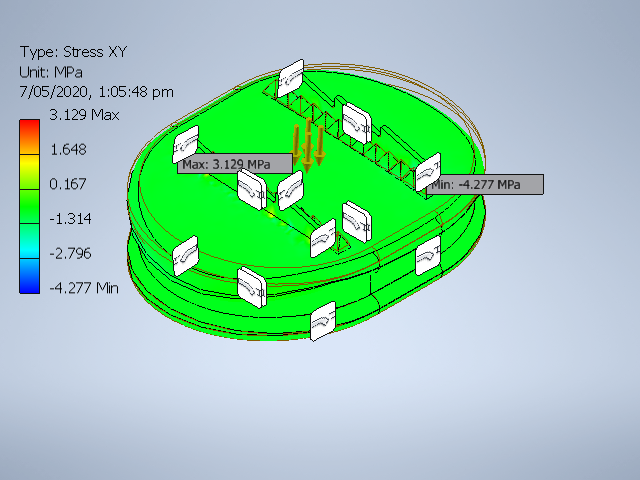 Type: Stress XY
Unit: MPa
7/05/2020, 1:05:48 pm
3.129 Max
1.648
0.167
-1.314
-2.796
-4.277 Min
Max: 3.129 MPa
Min: -4.277 MPa